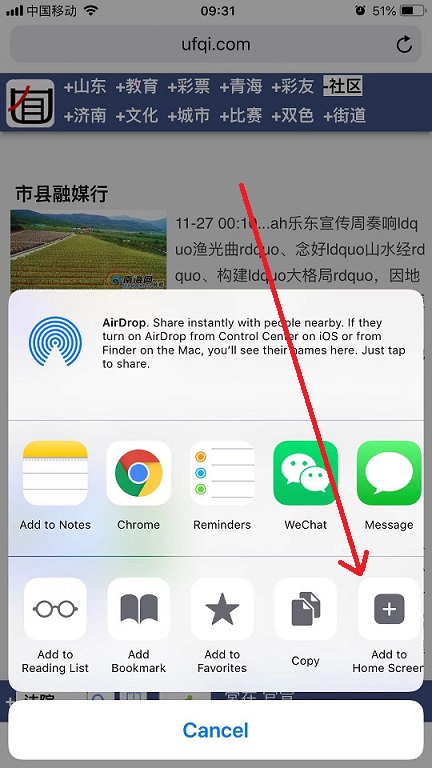 中国移动 09:31 51%
ufqi.com
+山东 +教育 +彩票 +青海 +彩友 -社区
+济南 +文化 +城市 +比赛 +双色 +街道
市县融媒行
11-27 00:10...ah乐东宣传周奏响ldq
uo渔光曲rdquo、念好ldquo山水经rd
quo、构建ldquo大格局rdquo，因地
南海网
AirDrop. Share instantly with people nearby. If they
turn on AirDrop from Control Center on iOS or from
Finder on the Mac, you'll see their names here. Just tap
to share.
Add to Notes Chrome Reminders WeChat Message
Add to
Reading List
Add
Bookmark
Add to
Favorites
Copy
Add to
Home Screen
Cancel